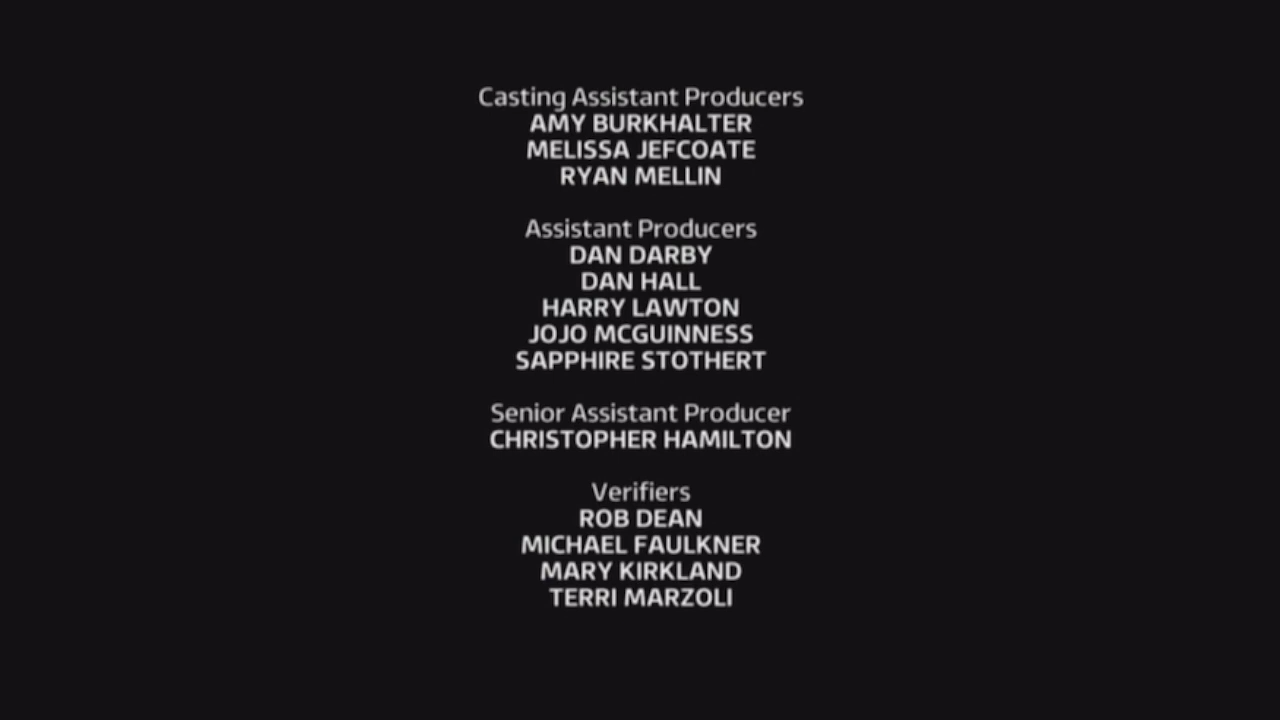 Casting Assistant Producers
AMY BURKHALTER
MELISSA JEFCOATE
RYAN MELLIN
Assistant Producers
DAN DARBY
DAN HALL
HARRY LAWTON
JOJO MCGUINNESS
SAPPHIRE STOTHERT
Senior Assistant Producer
CHRISTOPHER HAMILTON
Verifiers
ROB DEAN
MICHAEL FAULKNER
MARY KIRKLAND
TERRI MARZOLI